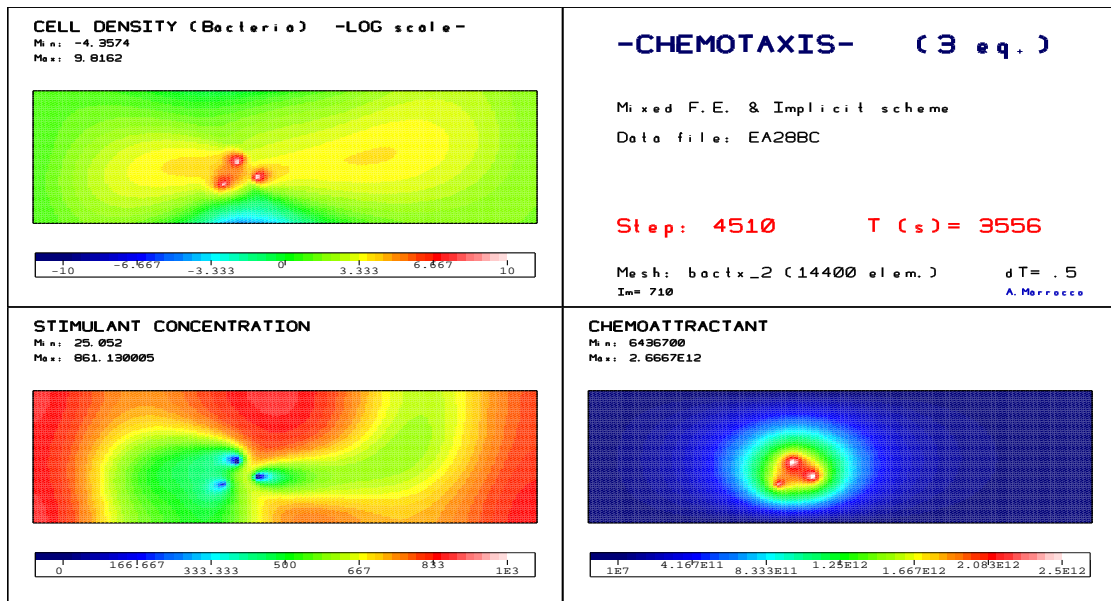 CELL DENSITY (Bacteria) -LOG scale-
Min: -4.3574
Max: 9.8162
-10 -6.667 -3.333 0 3.333 6.667 10
-CHEMOTAXIS- (3 eq.)
Mixed F.E. & Implicit scheme
Data file: EA28BC
Step: 4510 T (s)= 3556
Mesh: bactx_2 (14400 elem.) dT= .5
Im= 710 A.Marrocco
STIMULANT CONCENTRATION
Min: 25.052
Max: 861.130005
0 166.667 333.333 500 667 833 1E3
CHEMOATTRACTANT
Min: 6436700
Max: 2.6667E12
1E7 4.167E11 8.333E11 1.25E12 1.667E12 2.083E12 2.5E12